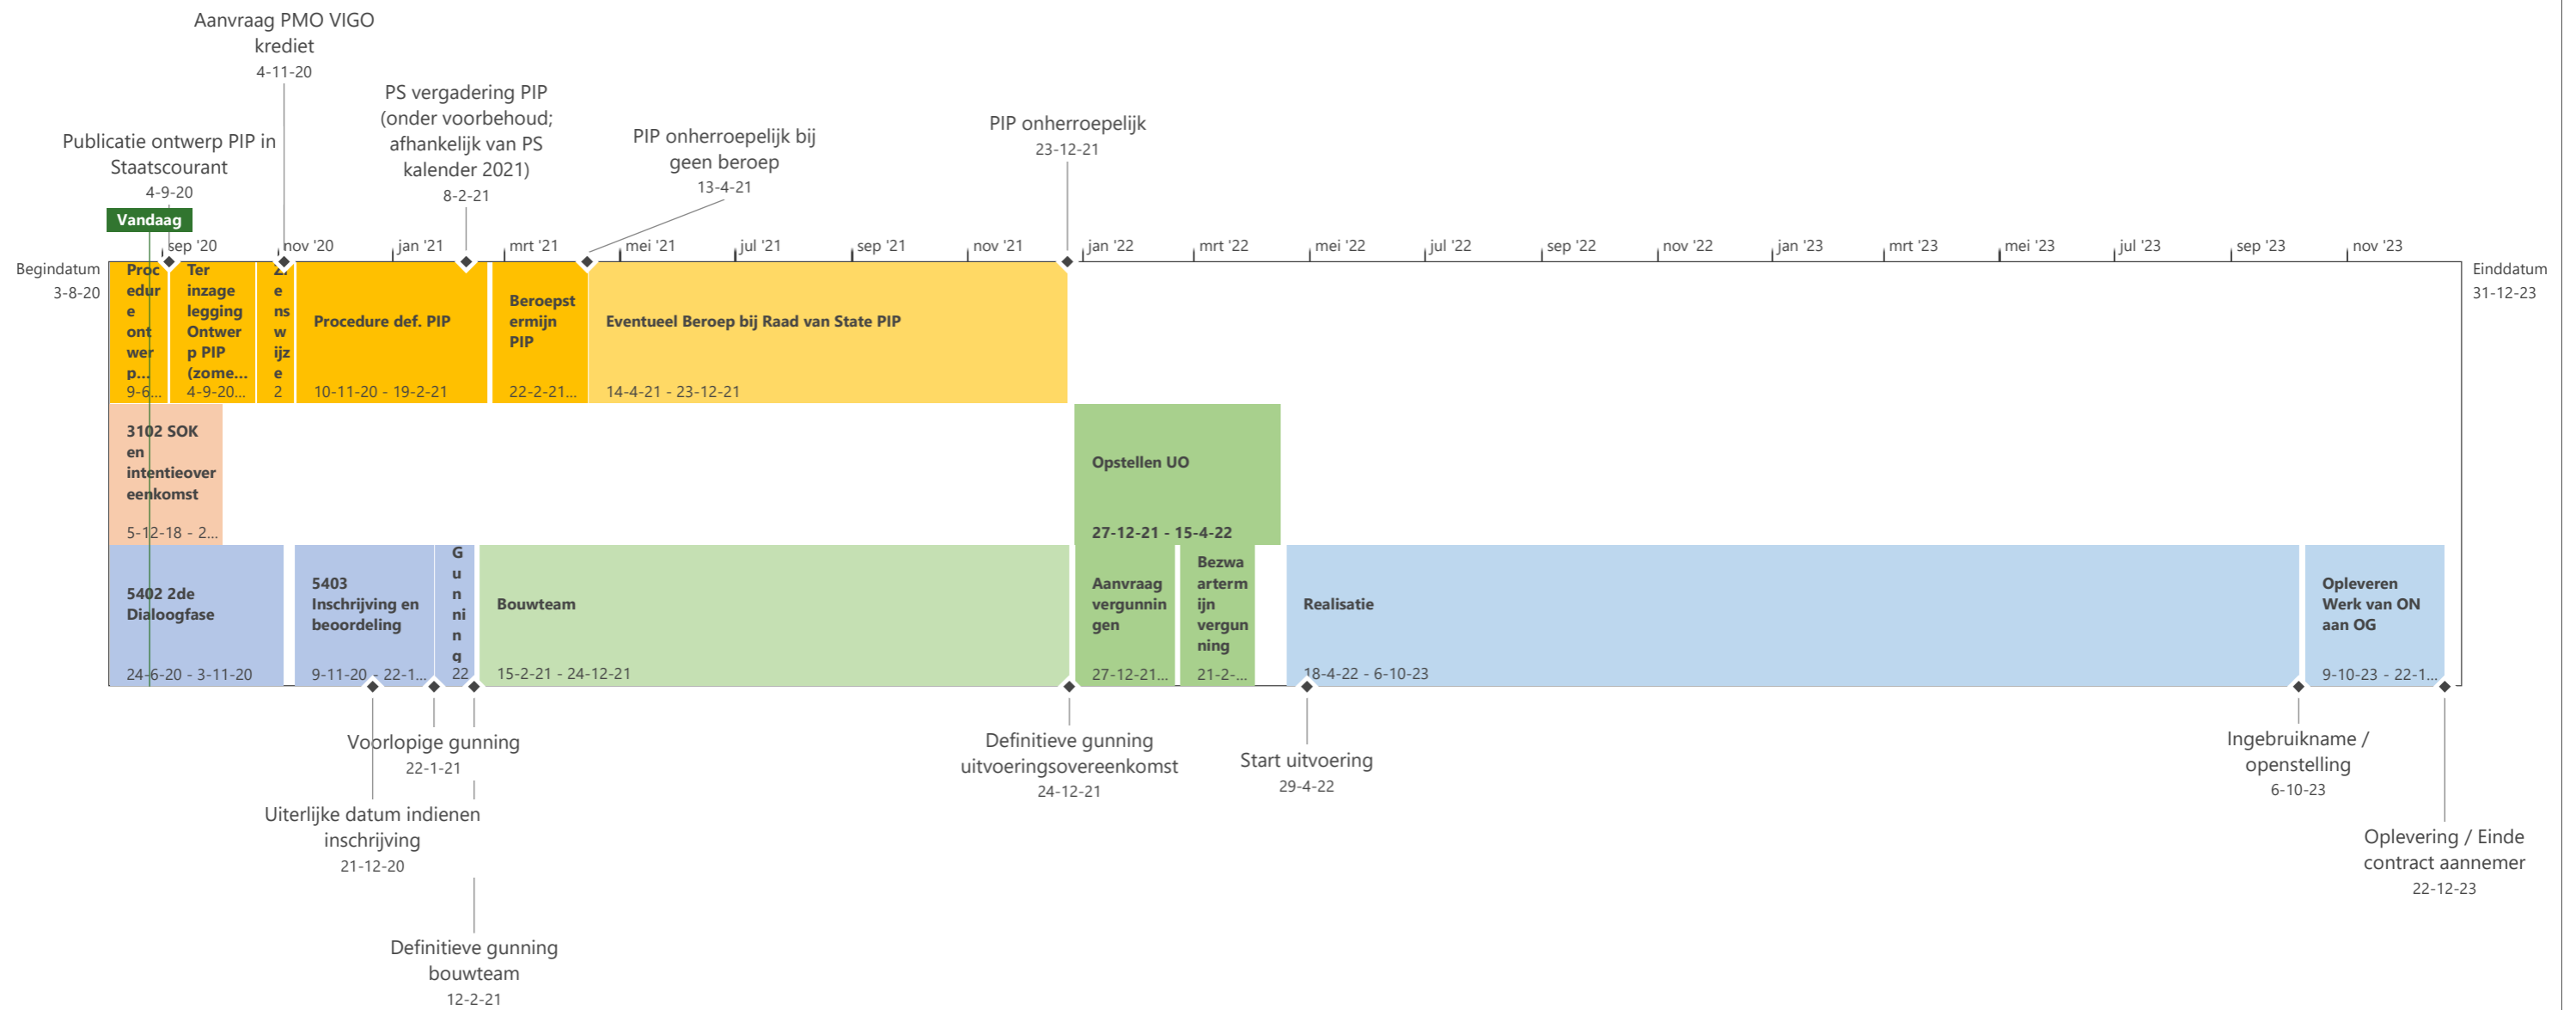 Aanvraag PMO VIGO
krediet
4-11-20
PS vergadering PIP
(onder voorbehoud;
afhankelijk van PS
kalender 2021)
8-2-21
Publicatie ontwerp PIP in
Staatscourant
4-9-20
PIP onherroepelijk bij
geen beroep
13-4-21
PIP onherroepelijk
23-12-21
Vandaag
sep '20
nov '20
jan '21
mrt '21
mei '21
jul '21
sep '21
nov '21
jan '22
mrt '22
mei '22
jul '22
sep '22
nov '22
jan '23
mrt '23
mei '23
jul '23
sep '23
nov '23
Begindatum
3-8-20
Einddatum
31-12-23
Proc
edur
e
ont
wer
p...
9-6...
Ter
inzage
legging
Ontwer
p PIP
(zome...
4-9-20...
Zi
e
ns
w
ijz
e
2
Procedure def. PIP
10-11-20 - 19-2-21
Beroepst
ermijn
PIP
22-2-21...
Eventueel Beroep bij Raad van State PIP
14-4-21 - 23-12-21
3102 SOK
en
intentieover
eenkomst
5-12-18 - 2...
Opstellen UO
27-12-21 - 15-4-22
5402 2de
Dialoogfase
24-6-20 - 3-11-20
5403
Inschrijving en
beoordeling
9-11-20 - 22-1...
G
u
n
ni
n
g
22
Bouwteam
15-2-21 - 24-12-21
Aanvraag
vergunnin
gen
27-12-21...
Bezwa
arterm
ijn
vergun
ning
21-2-...
Realisatie
18-4-22 - 6-10-23
Opleveren
Werk van ON
aan OG
9-10-23 - 22-1...
Voorlopige gunning
22-1-21
Uiterlijke datum indienen
inschrijving
21-12-20
Definitieve gunning
bouwteam
12-2-21
Definitieve gunning
uitvoeringsovereenkomst
24-12-21
Start uitvoering
29-4-22
Ingebruikname /
openstelling
6-10-23
Oplevering / Einde
contract aannemer
22-12-23